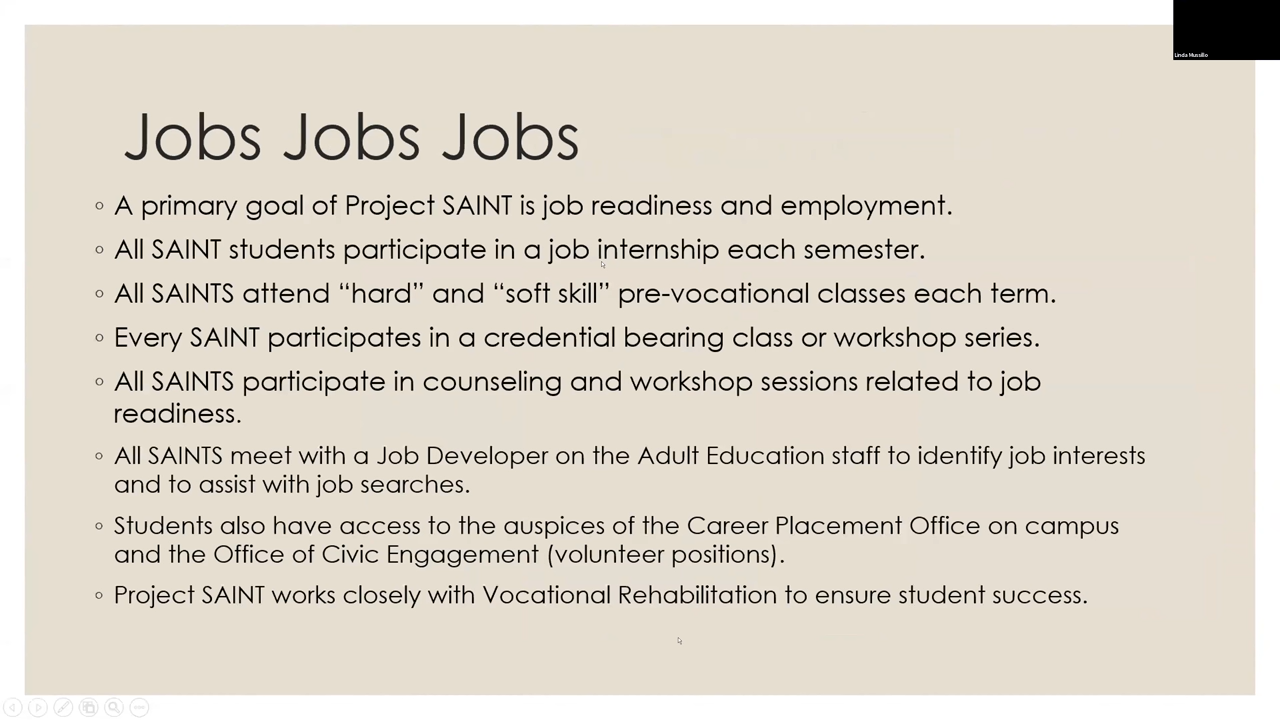 Linda Mussillo
Jobs Jobs Jobs
◦ A primary goal of Project SAINT is job readiness and employment.
◦ All SAINT students participate in a job internship each semester.
◦ All SAINTS attend “hard” and “soft skill” pre-vocational classes each term.
◦ Every SAINT participates in a credential bearing class or workshop series.
◦ All SAINTS participate in counseling and workshop sessions related to job
readiness.
◦ All SAINTS meet with a Job Developer on the Adult Education staff to identify job interests
and to assist with job searches.
◦ Students also have access to the auspices of the Career Placement Office on campus
and the Office of Civic Engagement (volunteer positions).
◦ Project SAINT works closely with Vocational Rehabilitation to ensure student success.